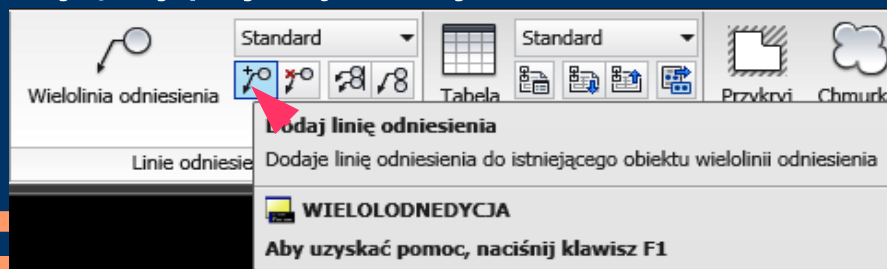 Standard
Standard
Wielolinia odniesienia
Tabela
Przykryj
Chmurk
Dodaj linię odniesienia
Linie odniesie
Dodaje linię odniesienia do istniejącego obiektu wielolinii odniesienia
WIELOLODNEDYCJA
Aby uzyskać pomoc, naciśnij klawisz F1